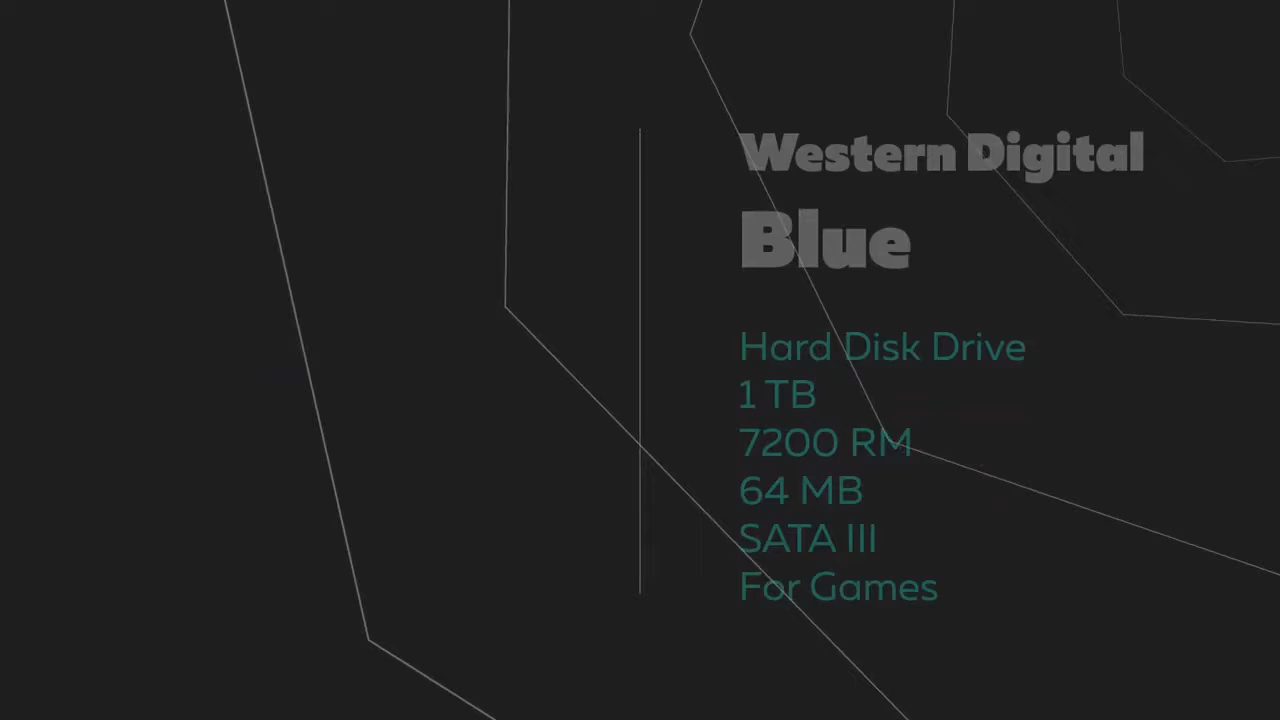 Western Digital
Blue
Hard Disk Drive
1 TB
7200 RM
64 MB
SATA III
For Games